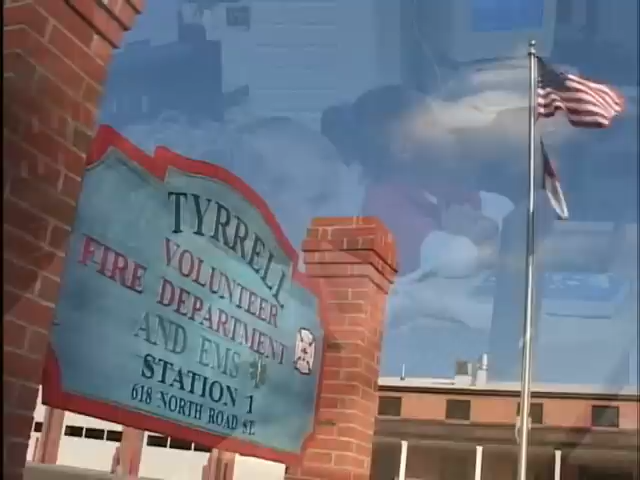 TYRRELL
VOLUNTEER
FIRE DEPARTMENT
AND EMS
STATION 1
618 NORTH ROAD ST.